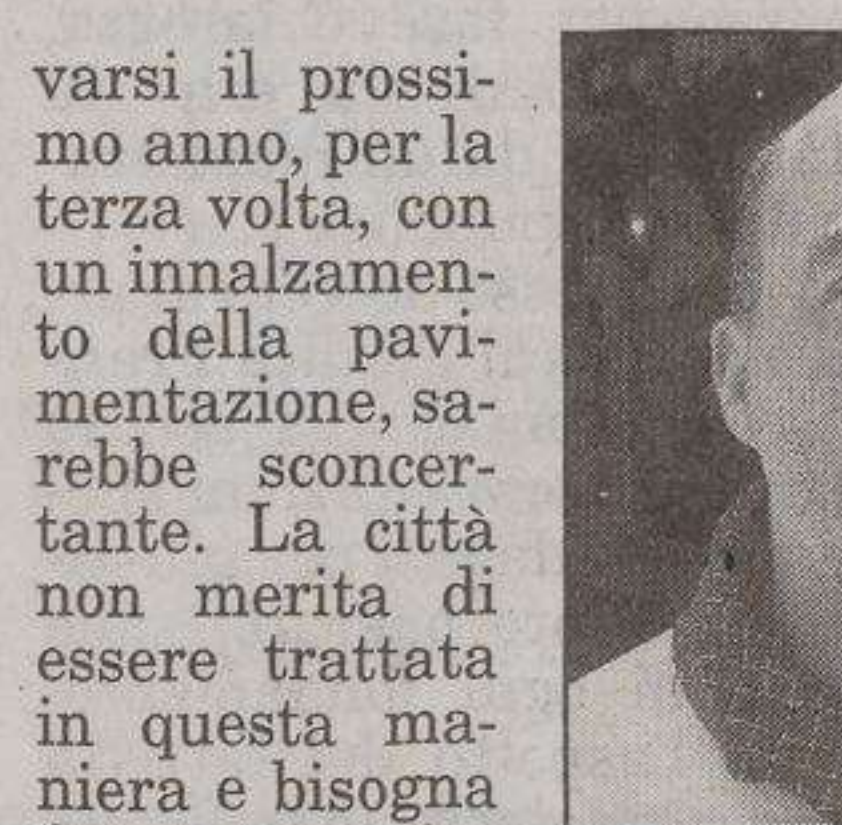 varsi il prossi-
mo anno, per la
terza volta, con
un innalzamen-
to della pavi-
mentazione, sa-
rebbe sconcer-
tante. La città
non merita di
essere trattata
in questa ma-
niera e bisogna